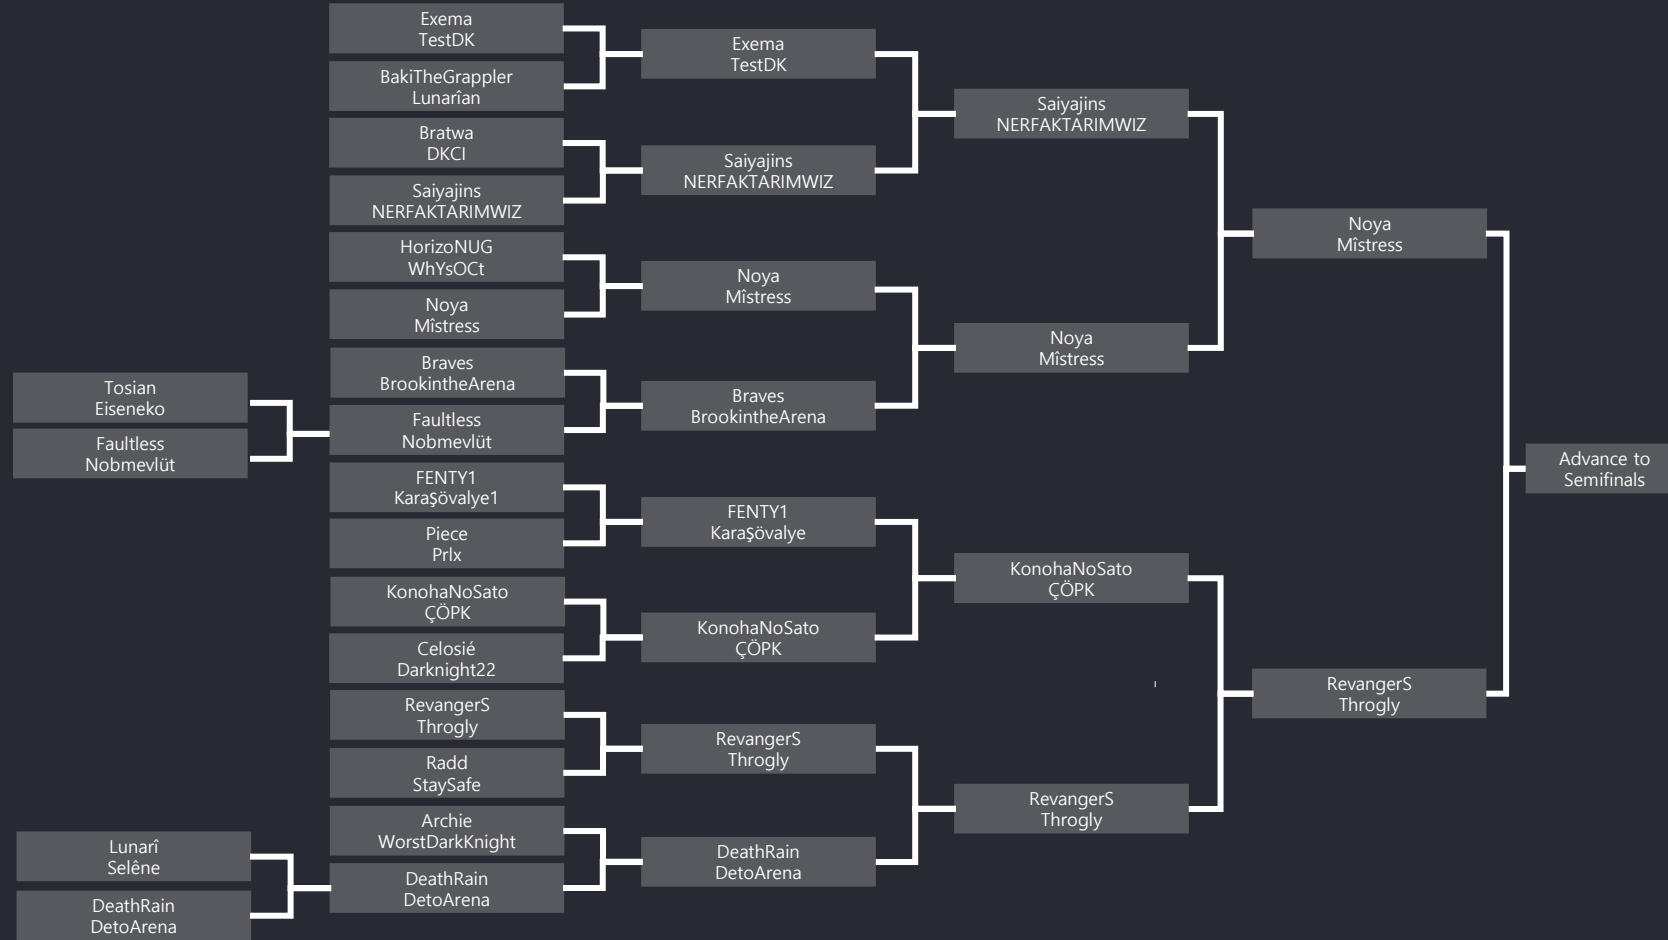 Tosian
Eiseneko
Faultless
Nobmevlüt
Lunarî
Selêne
DeathRain
DetoArena
Exema
TestDK
BakiTheGrappler
Lunarîan
Bratwa
DKCI
Saiyajins
NERFAKTARIMWIZ
HorizoNUG
WhYsOCt
Noya
Mîstress
Braves
BrookintheArena
Faultless
Nobmevlüt
FENTY1
KaraŞövalye1
Piece
Prlx
KonohaNoSato
ÇÖPK
Celosié
Darknight22
RevangerS
Throgly
Radd
StaySafe
Archie
WorstDarkKnight
DeathRain
DetoArena
Exema
TestDK
Saiyajins
NERFAKTARIMWIZ
Noya
Mîstress
Braves
BrookintheArena
FENTY1
KaraŞövalye
KonohaNoSato
ÇÖPK
RevangerS
Throgly
DeathRain
DetoArena
Saiyajins
NERFAKTARIMWIZ
Noya
Mîstress
KonohaNoSato
ÇÖPK
RevangerS
Throgly
Noya
Mîstress
RevangerS
Throgly
Advance to
Semifinals